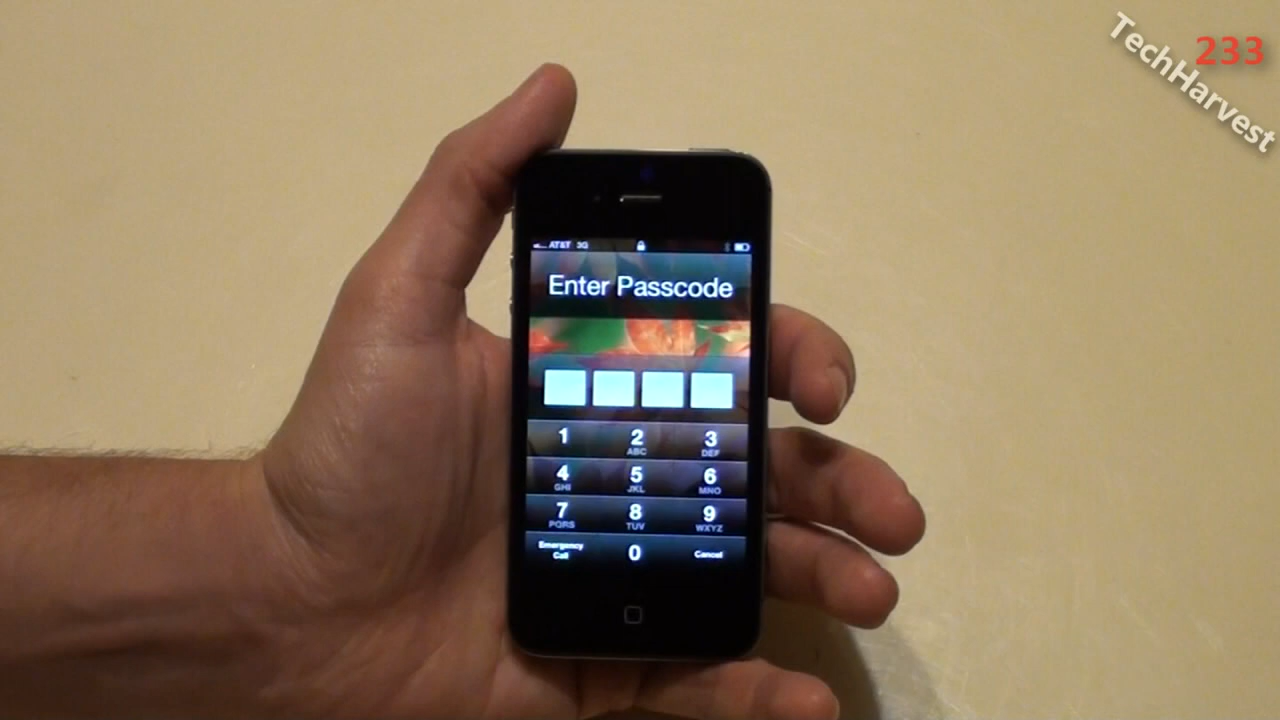 233
TechHarvest
AT&T 3G
Enter Passcode
1 2 3
ABC DEF
4 5 6
GHI JKL MNO
7 8 9
PQRS TUV WXYZ
Emergency
Call 0 Cancel